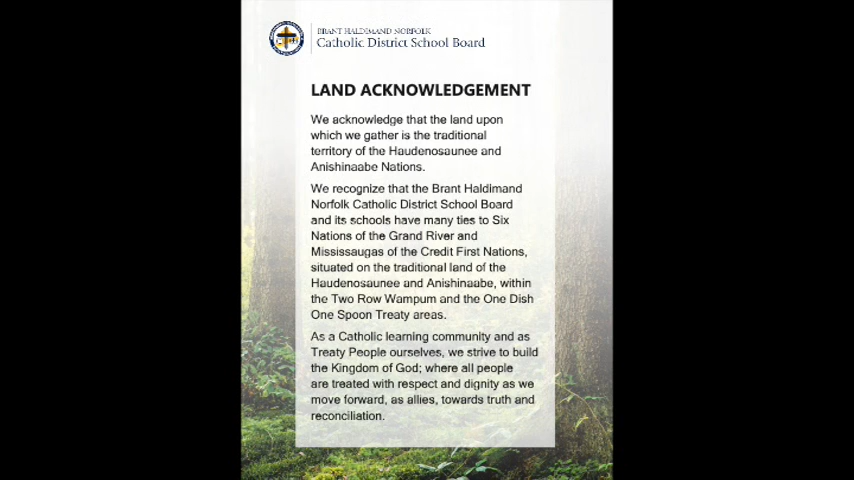 BRANT HALDIMAND NORFOLK
Catholic District School Board
LAND ACKNOWLEDGEMENT
We acknowledge that the land upon
which we gather is the traditional
territory of the Haudenosaunee and
Anishinaabe Nations.
We recognize that the Brant Haldimand
Norfolk Catholic District School Board
and its schools have many ties to Six
Nations of the Grand River and
Mississaugas of the Credit First Nations,
situated on the traditional land of the
Haudenosaunee and Anishinaabe, within
the Two Row Wampum and the One Dish
One Spoon Treaty areas.
As a Catholic learning community and as
Treaty People ourselves, we strive to build
the Kingdom of God; where all people
are treated with respect and dignity as we
move forward, as allies, towards truth and
reconciliation.